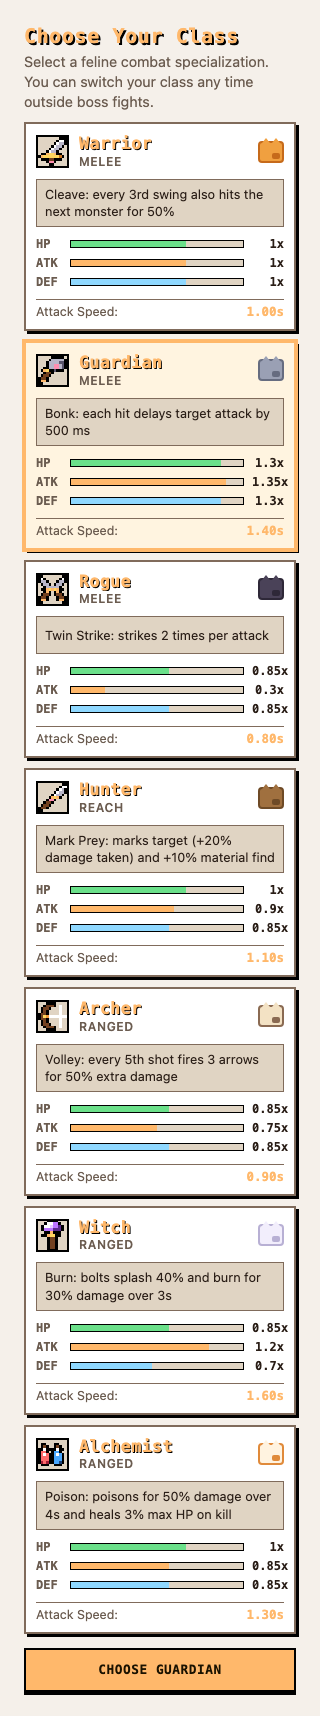 Choose Your Class
Select a feline combat specialization.
You can switch your class any time
outside boss fights.
Warrior
MELEE
Cleave: every 3rd swing also hits the
next monster for 50%
HP 1x
ATK 1x
DEF 1x
Attack Speed: 1.00s
Guardian
MELEE
Bonk: each hit delays target attack by
500 ms
HP 1.3x
ATK 1.35x
DEF 1.3x
Attack Speed: 1.40s
Rogue
MELEE
Twin Strike: strikes 2 times per attack
HP 0.85x
ATK 0.3x
DEF 0.85x
Attack Speed: 0.80s
Hunter
REACH
Mark Prey: marks target (+20%
damage taken) and +10% material find
HP 1x
ATK 0.9x
DEF 0.85x
Attack Speed: 1.10s
Archer
RANGED
Volley: every 5th shot fires 3 arrows
for 50% extra damage
HP 0.85x
ATK 0.75x
DEF 0.85x
Attack Speed: 0.90s
Witch
RANGED
Burn: bolts splash 40% and burn for
30% damage over 3s
HP 0.85x
ATK 1.2x
DEF 0.7x
Attack Speed: 1.60s
Alchemist
RANGED
Poison: poisons for 50% damage over
4s and heals 3% max HP on kill
HP 1x
ATK 0.85x
DEF 0.85x
Attack Speed: 1.30s
CHOOSE GUARDIAN